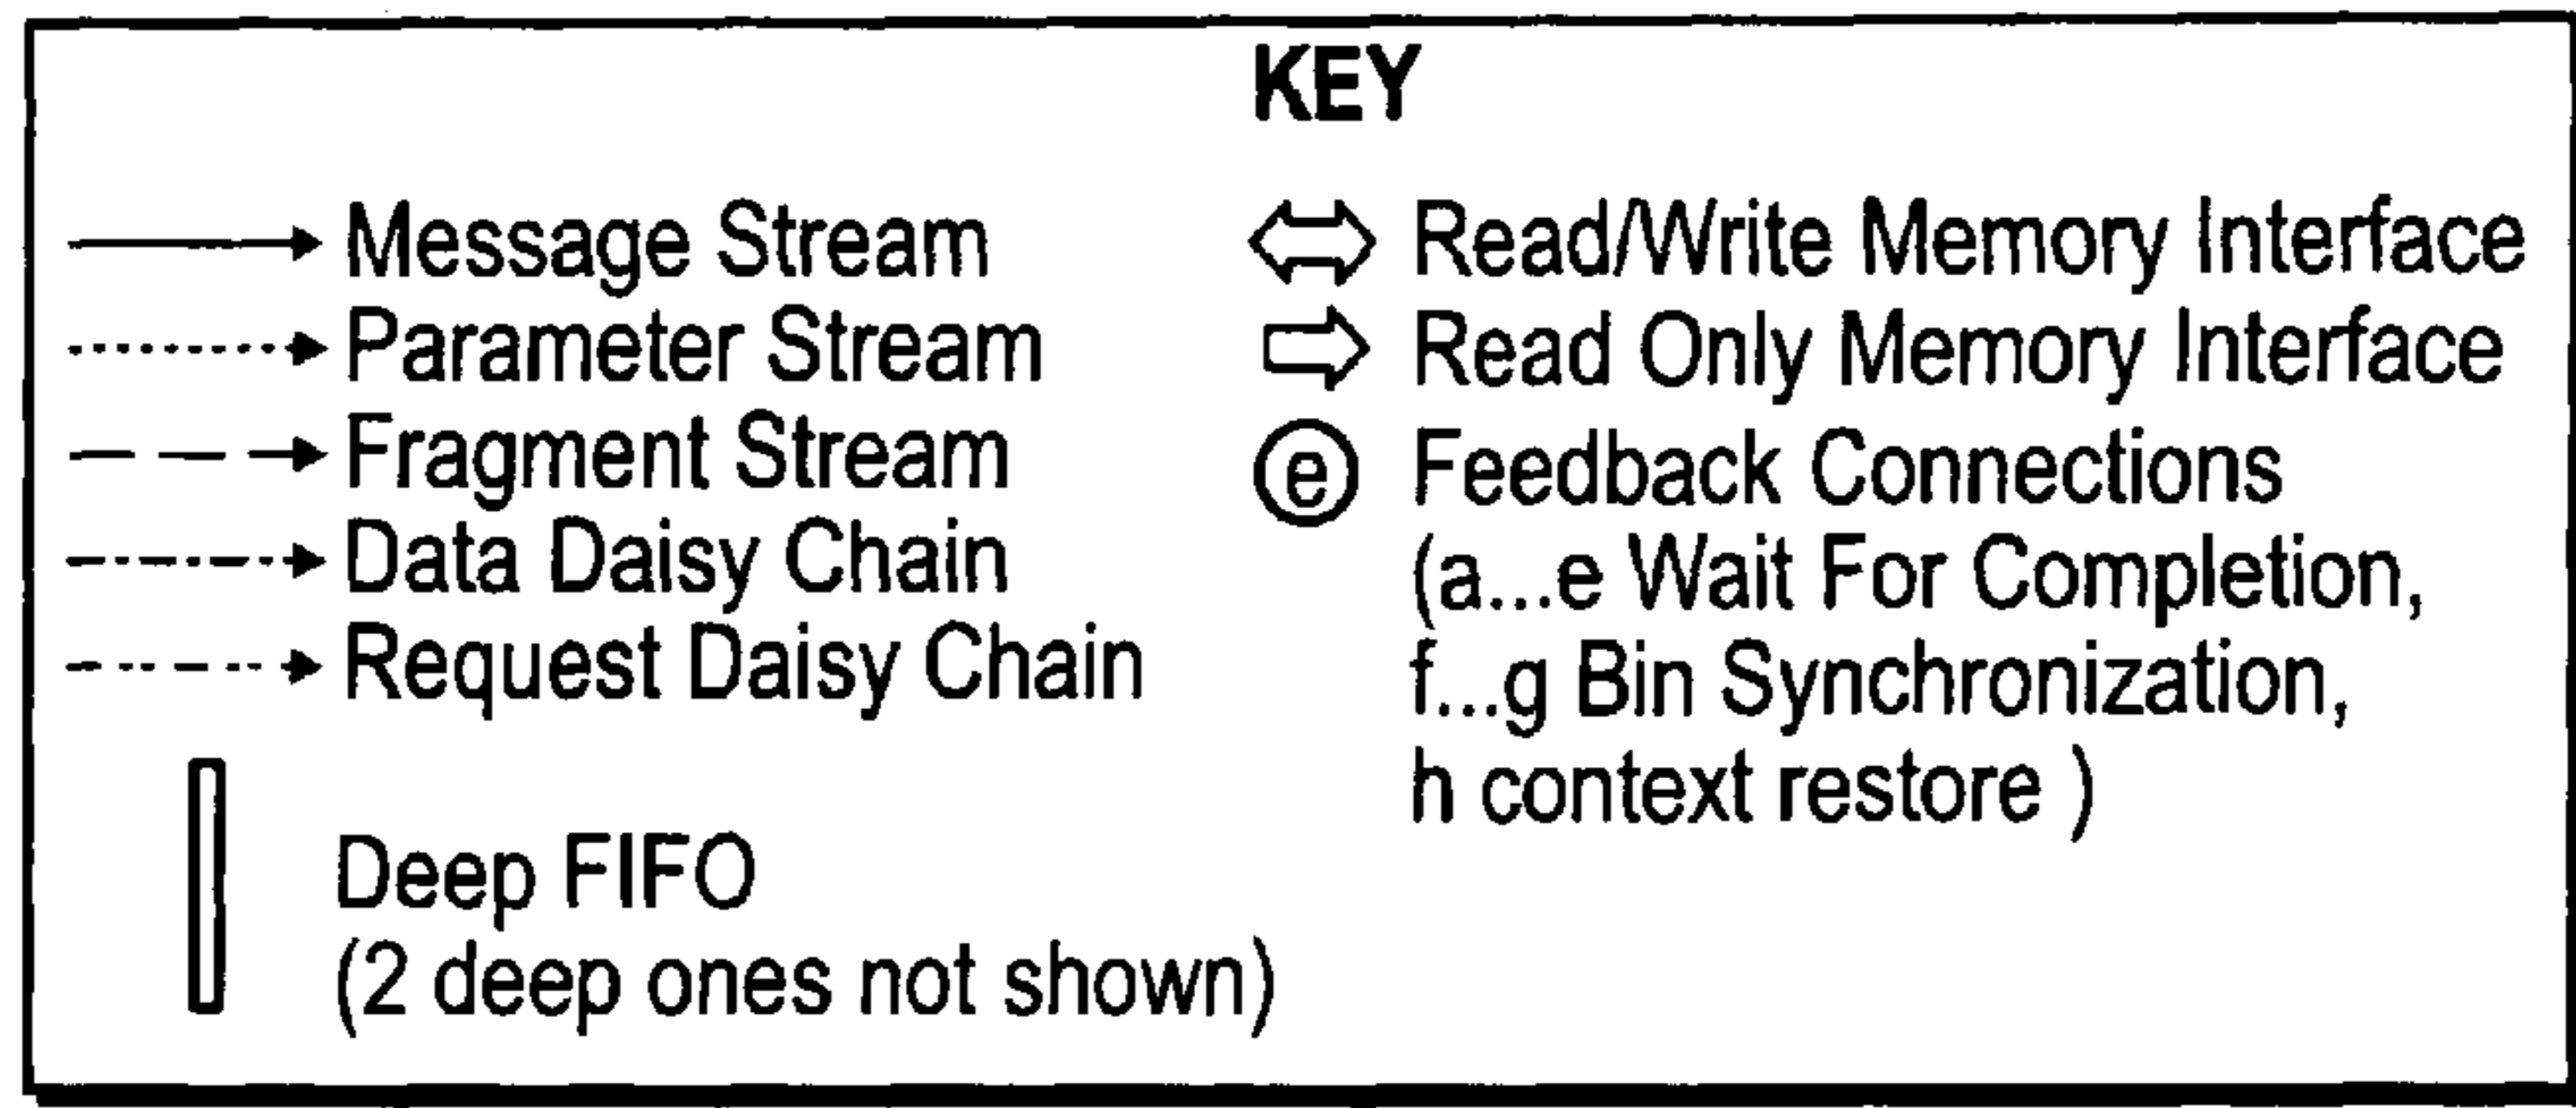 KEY
Message Stream
Parameter Stream
Fragment Stream
Data Daisy Chain
Request Daisy Chain
Deep FIFO
(2 deep ones not shown)
Read/Write Memory Interface
Read Only Memory Interface
e Feedback Connections
(a...e Wait For Completion,
f...g Bin Synchronization,
h context restore )